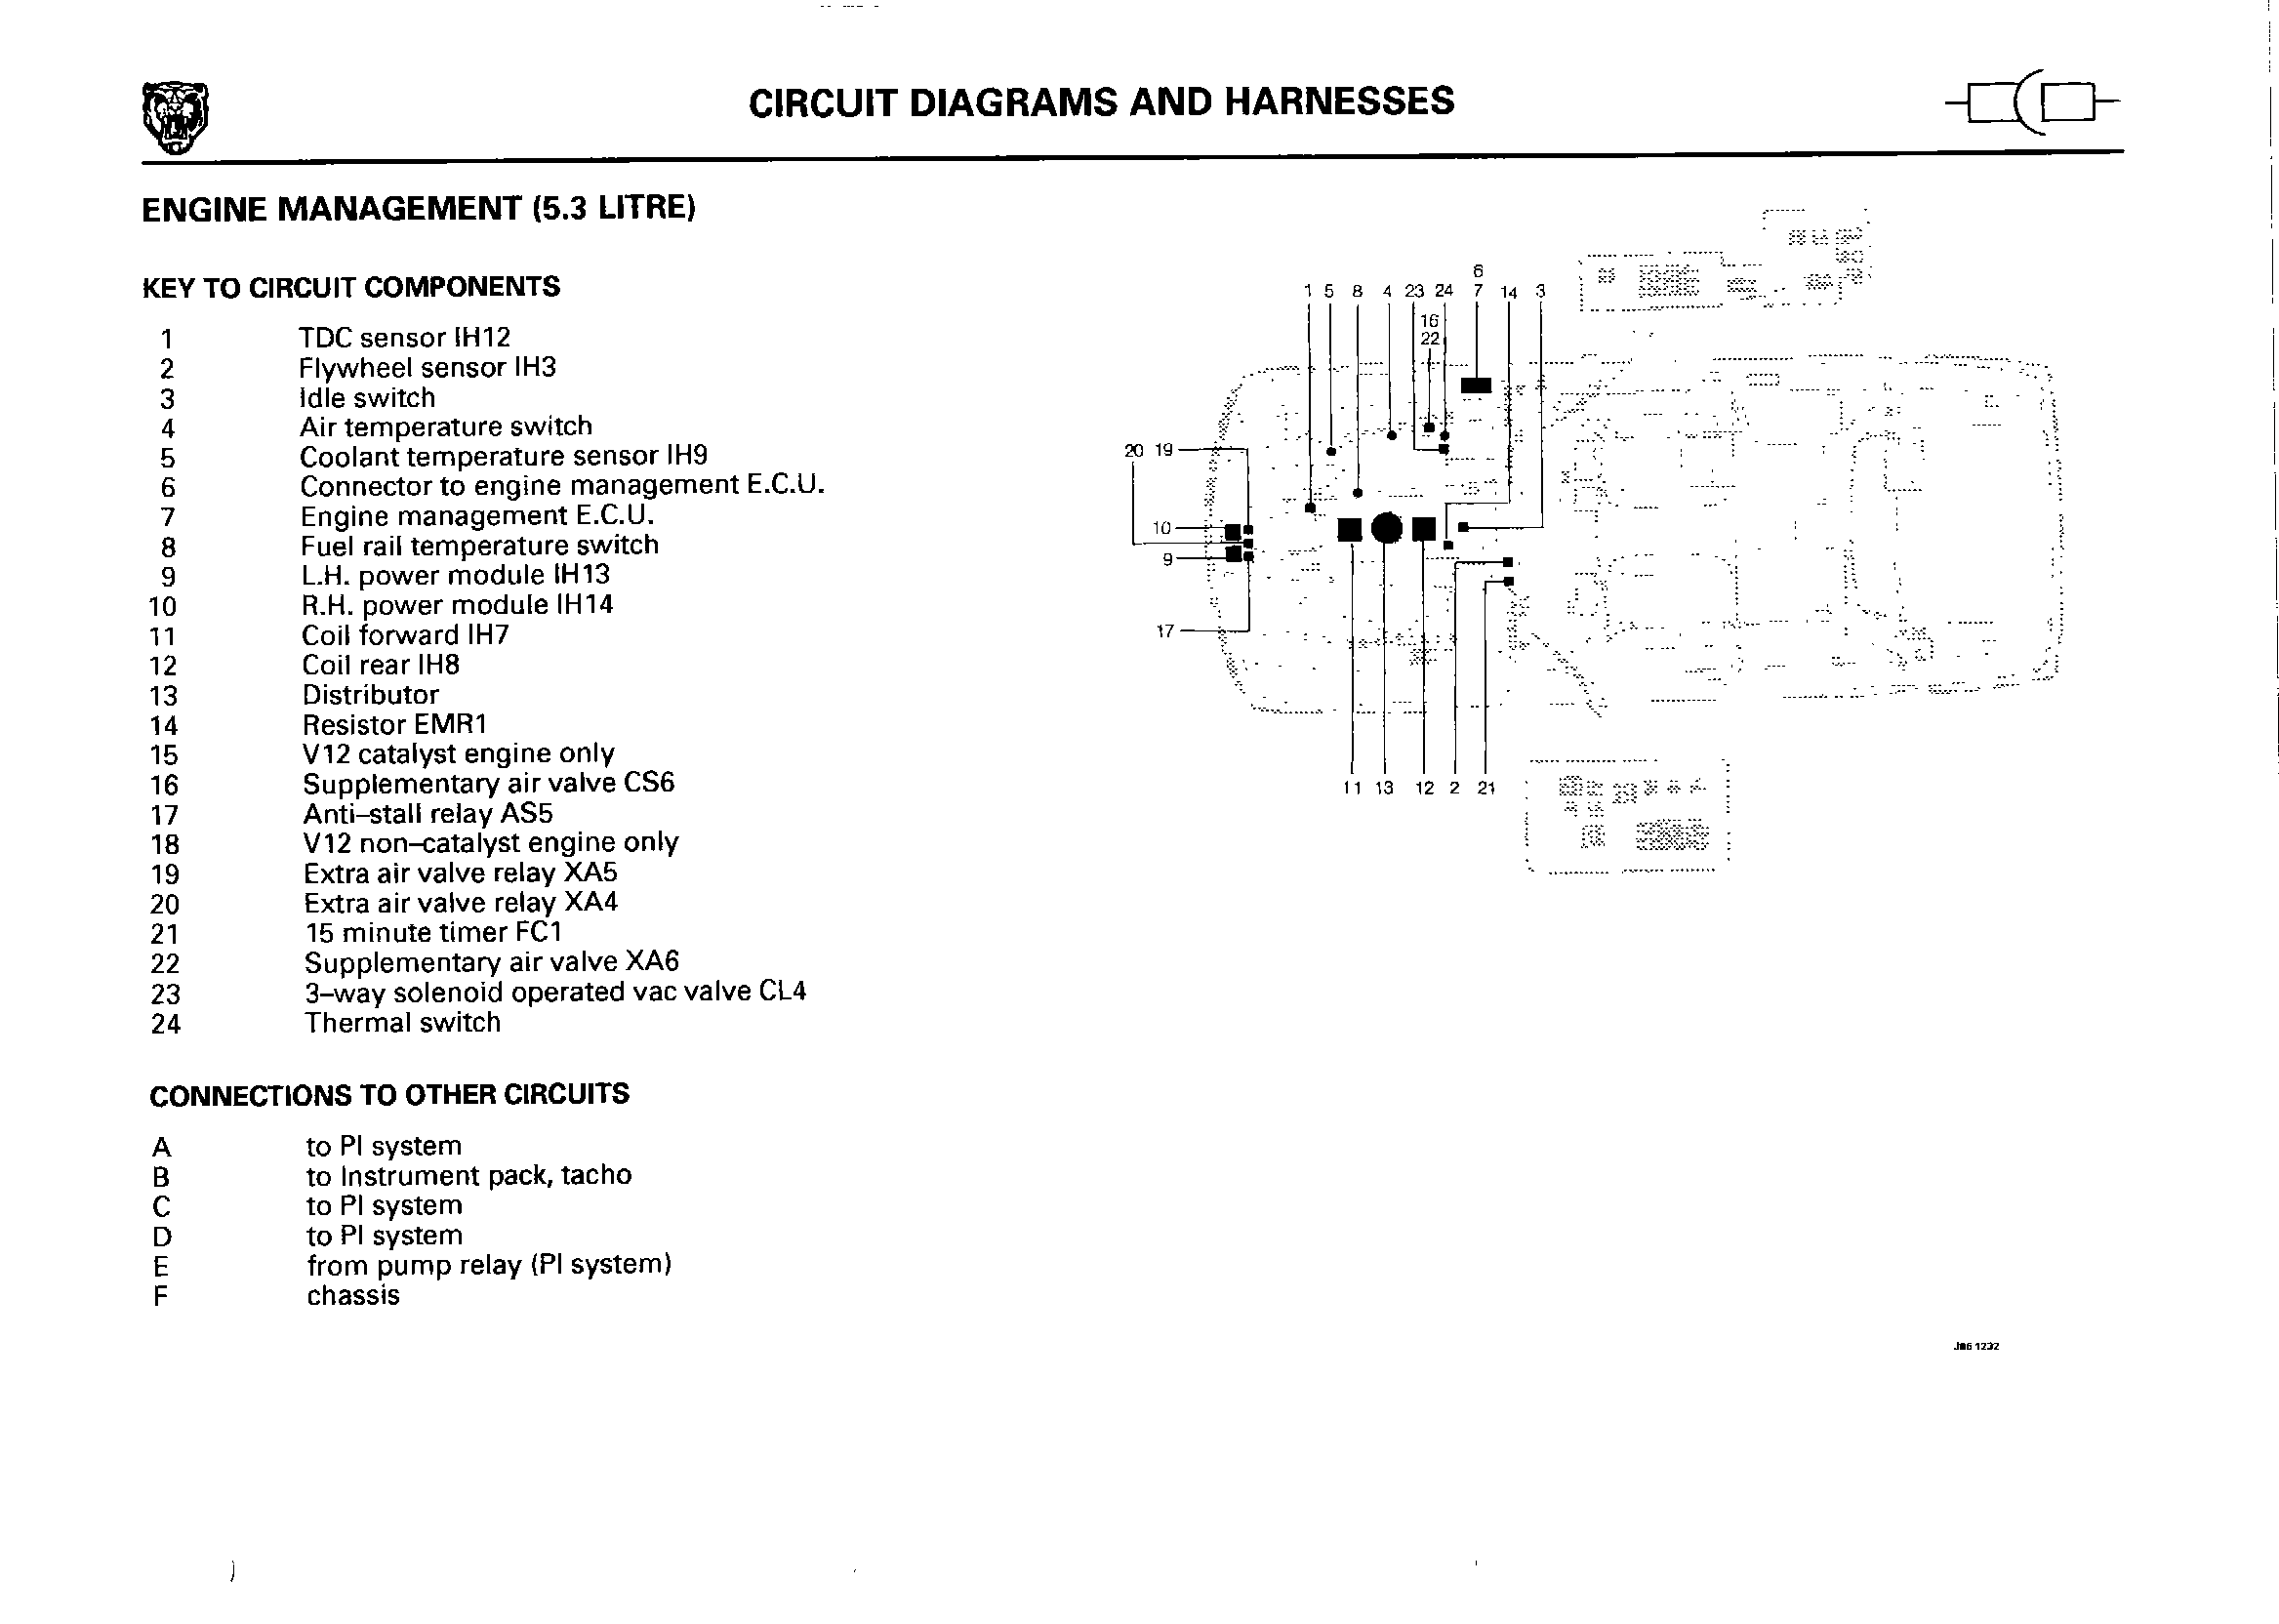 CIRCUIT DIAGRAMS AND HARNESSES
ENGINE MANAGEMENT (5.3 LITRE)
KEY TO CIRCUIT COMPONENTS
1 TDC sensor IH12
2 Flywheel sensor IH3
3 Idle switch
4 Air temperature switch
5 Coolant temperature sensor IH9
6 Connector to engine management E.C.U.
7 Engine management E.C.U.
8 Fuel rail temperature switch
9 L.H. power module IH13
10 R.H. power module IH14
11 Coil forward IH7
12 Coil rear IH8
13 Distributor
14 Resistor EMR1
15 V12 catalyst engine only
16 Supplementary air valve CS6
17 Anti–stall relay AS5
18 V12 non–catalyst engine only
19 Extra air valve relay XA5
20 Extra air valve relay XA4
21 15 minute timer FC1
22 Supplementary air valve XA6
23 3–way solenoid operated vac valve CL4
24 Thermal switch
CONNECTIONS TO OTHER CIRCUITS
A to PI system
B to Instrument pack, tacho
C to PI system
D to PI system
E from pump relay (PI system)
F chassis
6
1 5 8 4 23 24 7 14 3
16
22
20 19
10
9
17
11 13 12 2 21
J86 1232